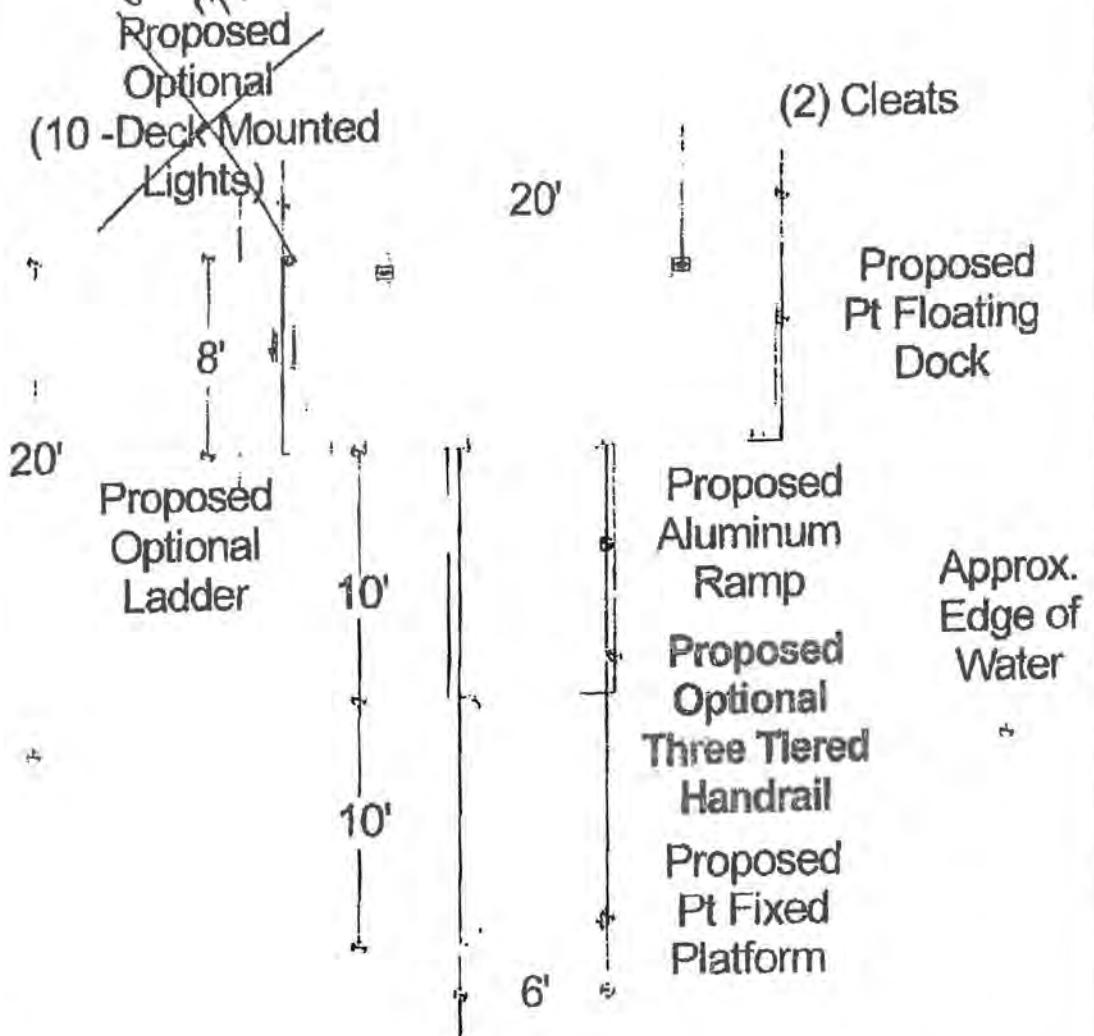 Proposed
Optional
(10 -Deck Mounted
Lights)
(2) Cleats
20'
Proposed
Pt Floating
Dock
8'
20'
Proposed
Optional
Ladder
Proposed
Aluminum
Ramp
10'
Approx.
Edge of
Water
Proposed
Optional
Three Tiered
Handrail
10'
Proposed
Pt Fixed
Platform
6'